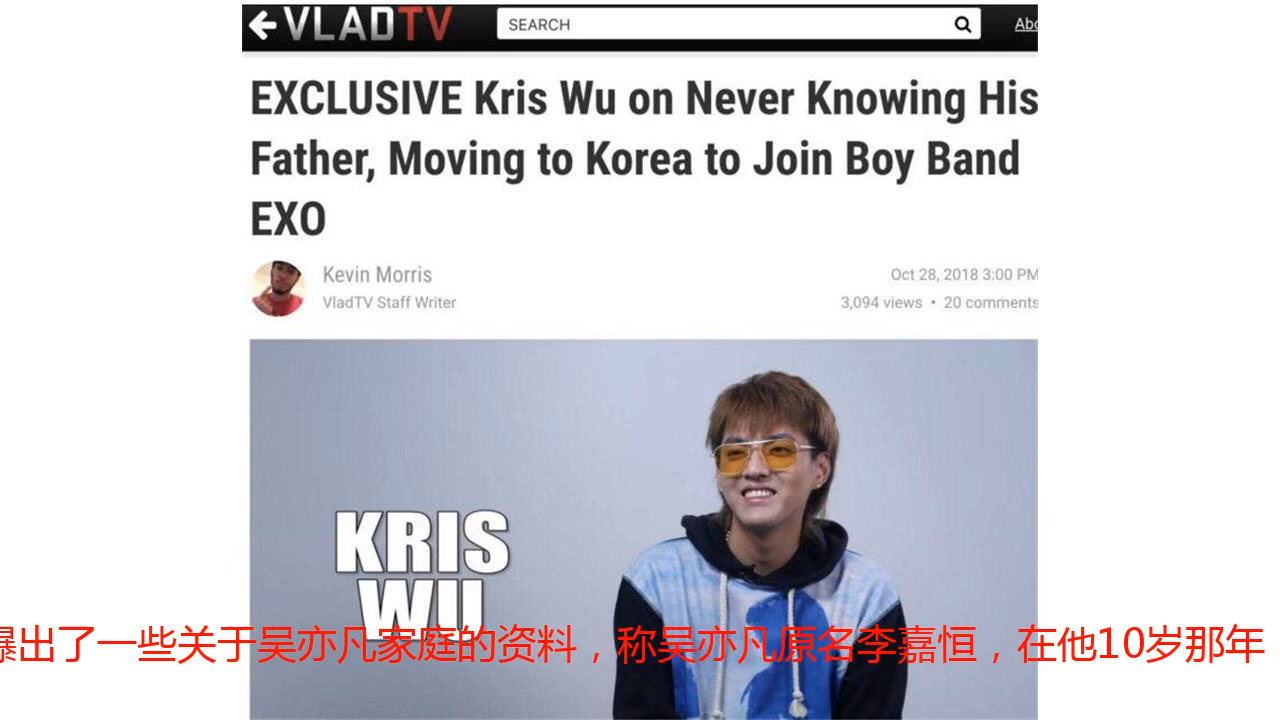 VLADTV
SEARCH
Abo
EXCLUSIVE Kris Wu on Never Knowing His
Father, Moving to Korea to Join Boy Band
EXO
Kevin Morris
Oct 28, 2018 3:00 PM
VladTV Staff Writer
3,094 views • 20 comments
KRIS
WU
爆出了一些关于吴亦凡家庭的资料，称吴亦凡原名李嘉恒，在他10岁那年